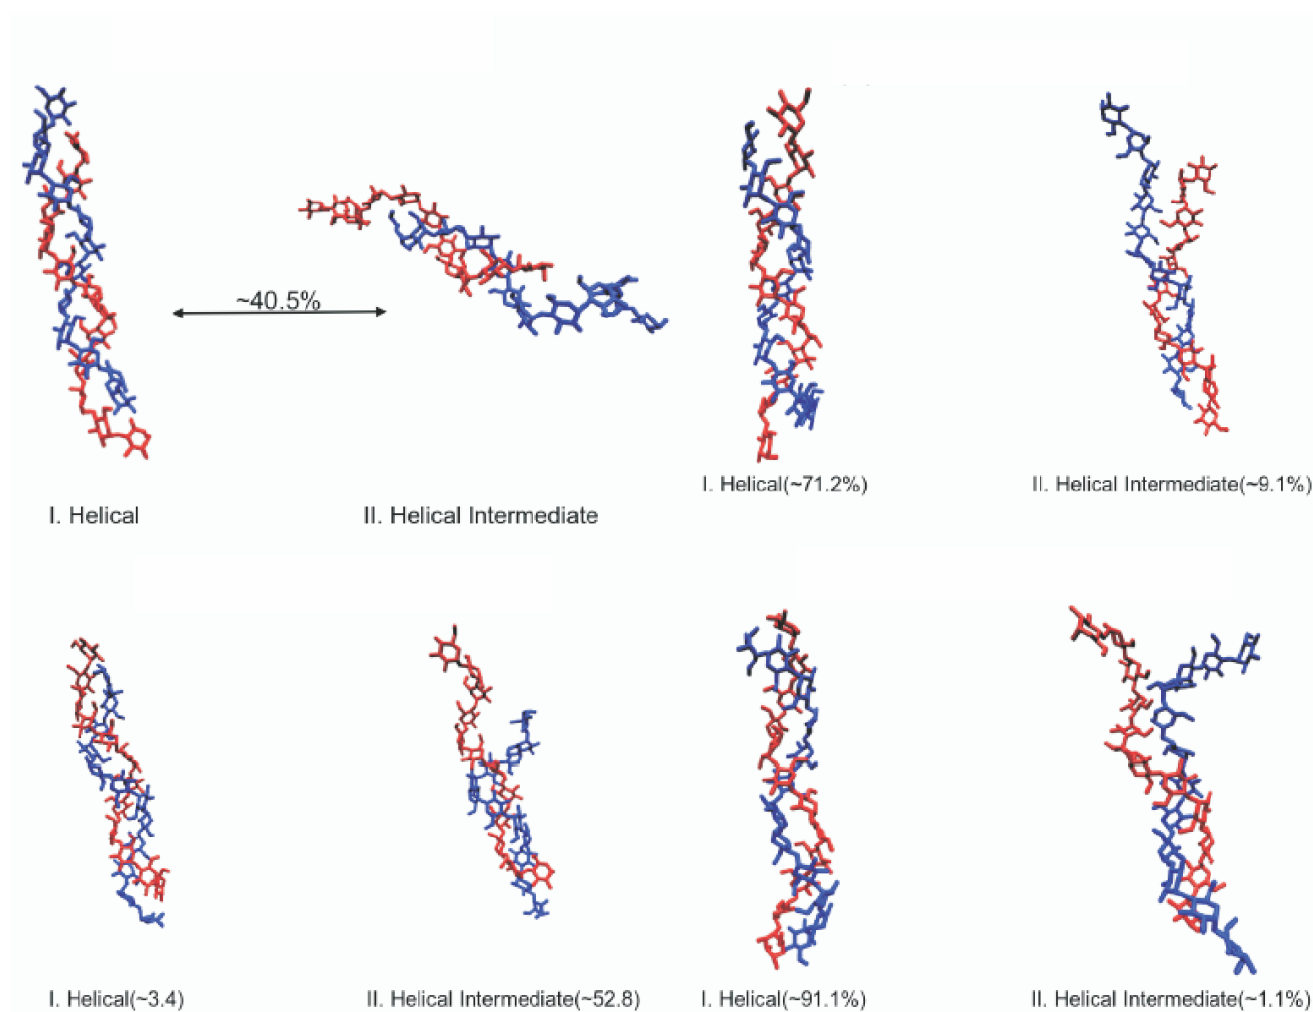 ~40.5%
I. Helical(~71.2%)
II. Helical Intermediate(~9.1%)
I. Helical
II. Helical Intermediate
I. Helical(~3.4)
II. Helical Intermediate(~52.8)
I. Helical(~91.1%)
II. Helical Intermediate(~1.1%)